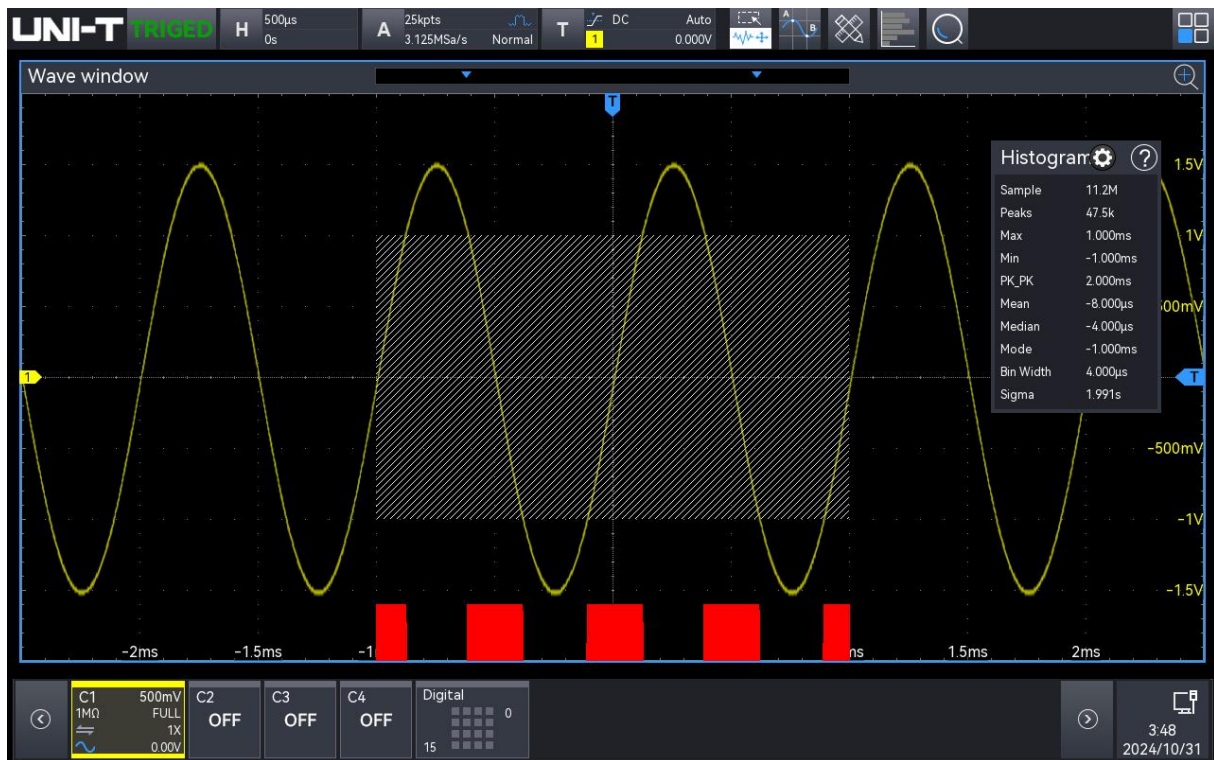 UNI-T TRIGED H 500µs 0s A 25kpts 3.125MSa/s Normal T DC 1 Auto 0.000V A B
Wave window
T
Histogram ?
Sample 11.2M
Peaks 47.5k
Max 1.000ms
Min -1.000ms
PK_PK 2.000ms
Mean -8.000µs
Median -4.000µs
Mode -1.000ms
Bin Width 4.000µs
Sigma 1.991s
1.5V
1V
00mV
1
T
-500mV
-1V
-1.5V
-2ms -1.5ms -1 ms 1.5ms 2ms
C1 500mV
1MΩ FULL
1X
0.00V
C2
OFF
C3
OFF
C4
OFF
Digital
0
15
3:48
2024/10/31